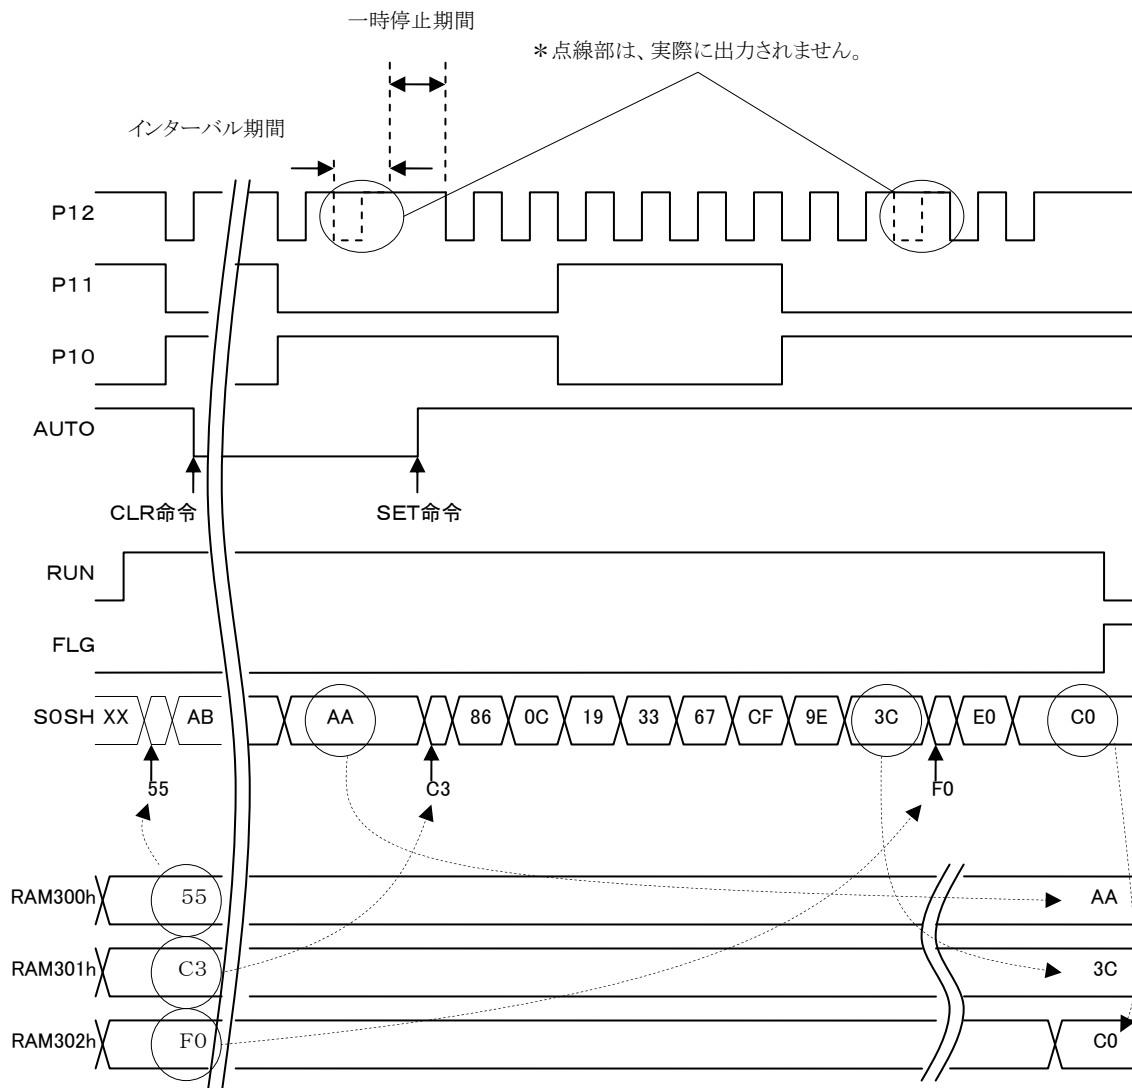 一時停止期間
＊点線部は、実際に出力されません。
インターバル期間
P12
P11
P10
AUTO
CLR命令
SET命令
RUN
FLG
SOSH XX AB AA 86 0C 19 33 67 CF 9E 3C E0 C0
55 C3 F0
RAM300h 55 AA
RAM301h C3 3C
RAM302h F0 C0